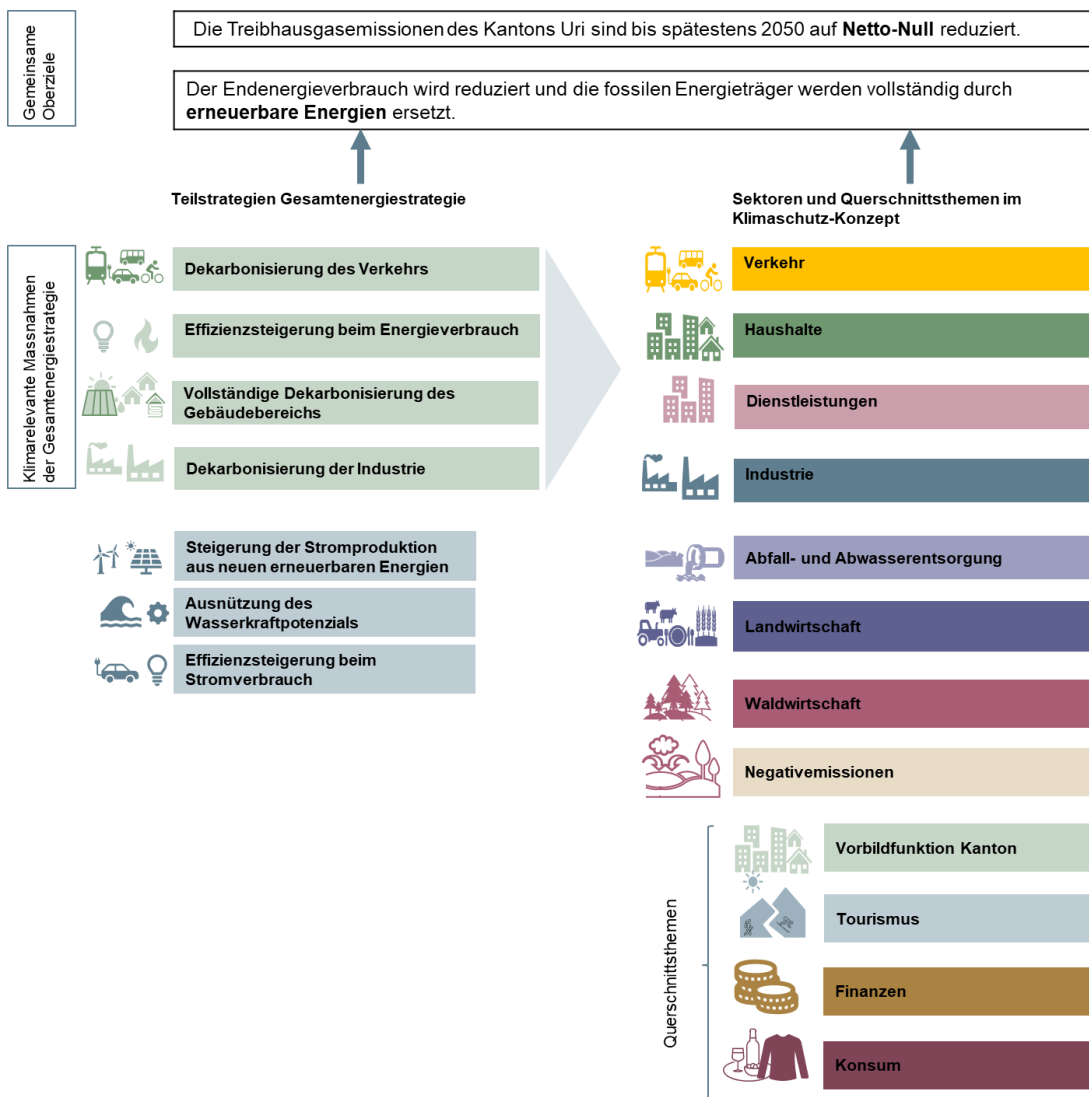 Gemeinsame
Oberziele
Die Treibhausgasemissionen des Kantons Uri sind bis spätestens 2050 auf Netto-Null reduziert.
Der Endenergieverbrauch wird reduziert und die fossilen Energieträger werden vollständig durch
erneuerbare Energien ersetzt.
Teilstrategien Gesamtenergiestrategie
Klimarelevante Massnahmen
der Gesamtenergiestrategie
Dekarbonisierung des Verkehrs
Effizienzsteigerung beim Energieverbrauch
Vollständige Dekarbonisierung des
Gebäudebereichs
Dekarbonisierung der Industrie
Steigerung der Stromproduktion
aus neuen erneuerbaren Energien
Ausnützung des
Wasserkraftpotenzials
Effizienzsteigerung beim
Stromverbrauch
Sektoren und Querschnittsthemen im
Klimaschutz-Konzept
Verkehr
Haushalte
Dienstleistungen
Industrie
Abfall- und Abwasserentsorgung
Landwirtschaft
Waldwirtschaft
Negativemissionen
Querschnittsthemen
Vorbildfunktion Kanton
Tourismus
Finanzen
Konsum